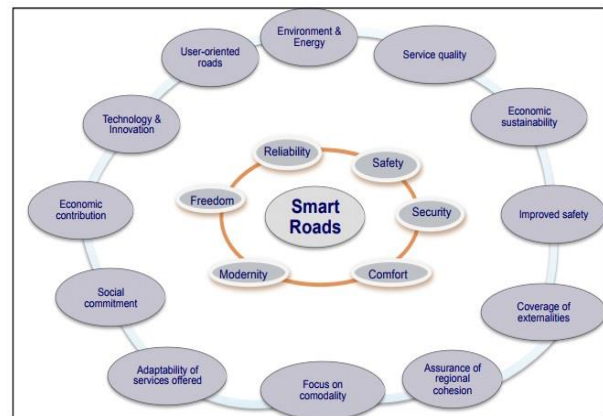 Environment &
Energy
User-oriented
roads
Service quality
Technology &
Innovation
Economic
sustainability
Reliability
Safety
Economic
contribution
Freedom
Smart
Roads
Security
Improved safety
Modernity
Comfort
Social
commitment
Coverage of
externalities
Adaptability of
services offered
Focus on
comodality
Assurance of
regional
cohesion